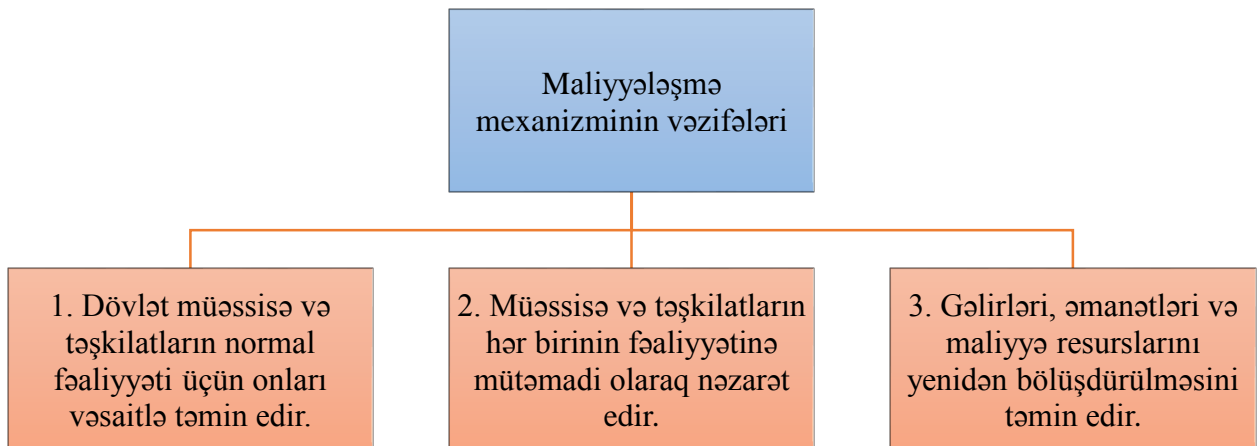 Maliyyələşmə
mexanizminin vəzifələri
1. Dövlət müəssisə və
təşkilatların normal
fəaliyyəti üçün onları
vəsaitlə təmin edir.
2. Müəssisə və təşkilatların
hər birinin fəaliyyətinə
mütəmadi olaraq nəzarət
edir.
3. Gəlirləri, əmanətləri və
maliyyə resurslarını
yenidən bölüşdürülməsini
təmin edir.